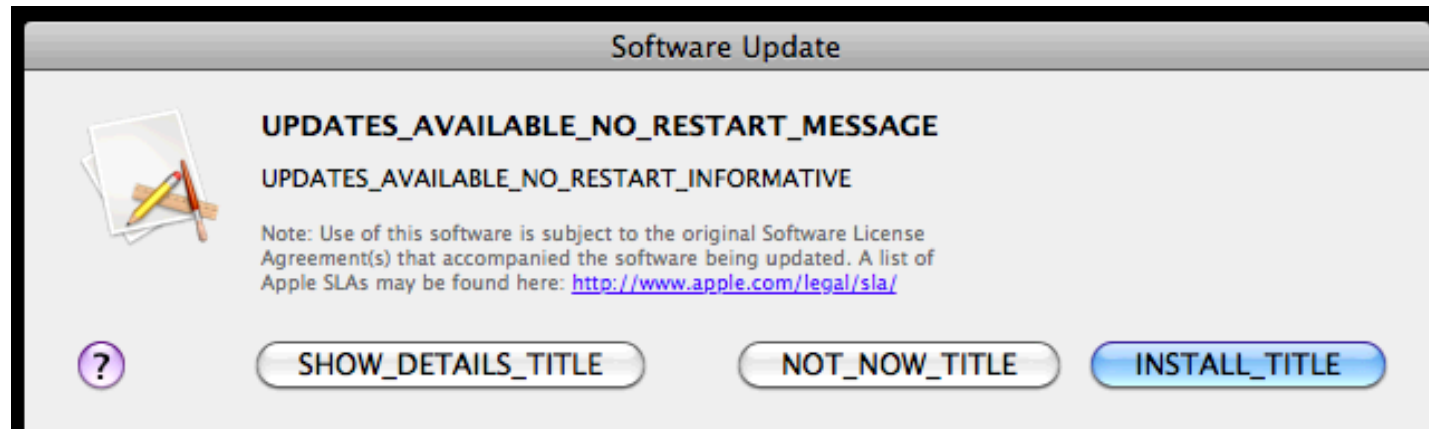 Software Update
UPDATES_AVAILABLE_NO_RESTART_MESSAGE
UPDATES_AVAILABLE_NO_RESTART_INFORMATIVE
Note: Use of this software is subject to the original Software License
Agreement(s) that accompanied the software being updated. A list of
Apple SLAs may be found here: http://www.apple.com/legal/sla/
? SHOW_DETAILS_TITLE NOT_NOW_TITLE INSTALL_TITLE